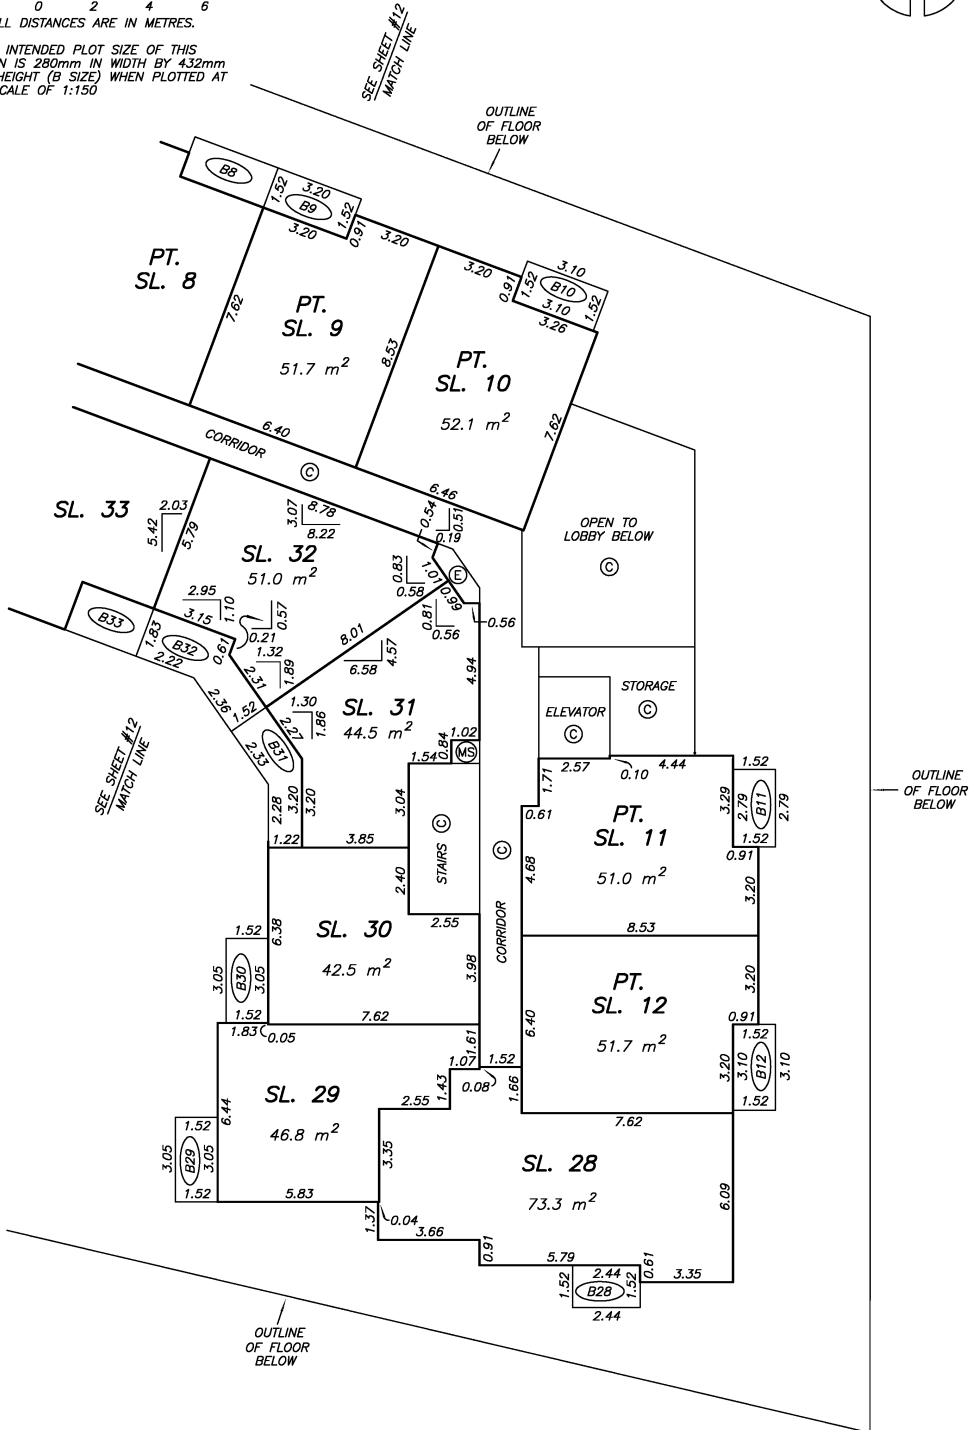 0 2 4 6
LL DISTANCES ARE IN METRES.
INTENDED PLOT SIZE OF THIS
N IS 280mm IN WIDTH BY 432mm
HEIGHT (B SIZE) WHEN PLOTTED AT
CALE OF 1:150
SEE SHEET #12
MATCH LINE
OUTLINE
OF FLOOR
BELOW
B8
1.52
3.20
B9
1.52
0.91
3.20
3.20
3.20
3.10
0.91
1.52
B10
1.52
3.10
3.26
PT.
SL. 8
7.62
PT.
SL. 9
51.7 m²
8.53
PT.
SL. 10
52.1 m²
7.62
6.40
CORRIDOR
C
6.46
SL. 33
2.03
5.42
5.79
3.07
8.78
8.22
0.54
0.51
0.19
OPEN TO
LOBBY BELOW
C
SL. 32
51.0 m²
0.83
0.58
1.01
E
0.99
0.81
0.56
0.56
2.95
1.10
3.15
0.57
0.21
B33
1.83
B32
0.61
2.22
1.32
1.89
2.31
8.01
6.58
4.57
4.94
2.36
1.52
1.30
1.86
2.27
B31
2.33
SL. 31
44.5 m²
1.02
0.84
MS
1.54
STORAGE
C
ELEVATOR
C
SEE SHEET #12
MATCH LINE
2.28
3.20
3.20
1.22
3.85
3.04
STAIRS
C
2.40
2.55
C
CORRIDOR
1.71
2.57
0.10
4.44
0.61
1.52
3.29
2.79
B11
2.79
1.52
0.91
OUTLINE
OF FLOOR
BELOW
PT.
SL. 11
51.0 m²
4.68
3.20
8.53
SL. 30
42.5 m²
6.38
3.98
1.52
3.05
B30
3.05
1.52
7.62
1.83
0.05
PT.
SL. 12
51.7 m²
6.40
3.20
0.91
1.52
3.20
3.10
B12
3.10
1.52
7.62
1.61
1.07
1.52
0.08
1.66
1.43
2.55
SL. 29
46.8 m²
6.44
1.52
3.05
B29
3.05
1.52
5.83
3.35
SL. 28
73.3 m²
6.09
0.04
1.37
3.66
0.91
5.79
0.61
3.35
1.52
2.44
1.52
B28
2.44
OUTLINE
OF FLOOR
BELOW